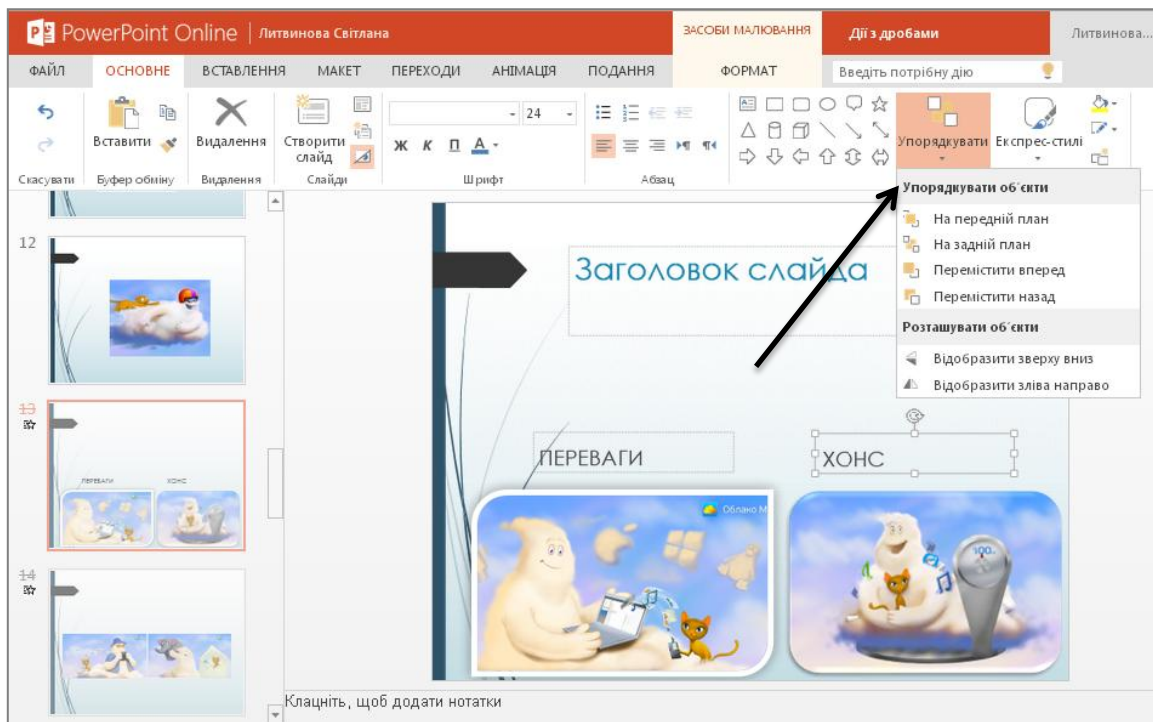 PowerPoint Online | Литвинова Світлана
ЗАСОБИ МАЛЮВАННЯ
Дії з дробами
Литвинова...
ФАЙЛ ОСНОВНЕ ВСТАВЛЕННЯ МАКЕТ ПЕРЕХОДИ АНІМАЦІЯ ПОДАННЯ ФОРМАТ Введіть потрібну дію
24
Вставити Видалення Створити слайд Ж К П А Упорядкувати Експрес-стилі
Скасувати Буфер обміну Видалення Слайди Шрифт Абзац
Упорядкувати об´єкти
На передній план
На задній план
Перемістити вперед
Перемістити назад
Розташувати об´єкти
Відобразити зверху вниз
Відобразити зліва направо
12
13
ПЕРЕВАГИ ХОНС
14
Заголовок слайда
ПЕРЕВАГИ ХОНС
Облако М
100
Клацніть, щоб додати нотатки